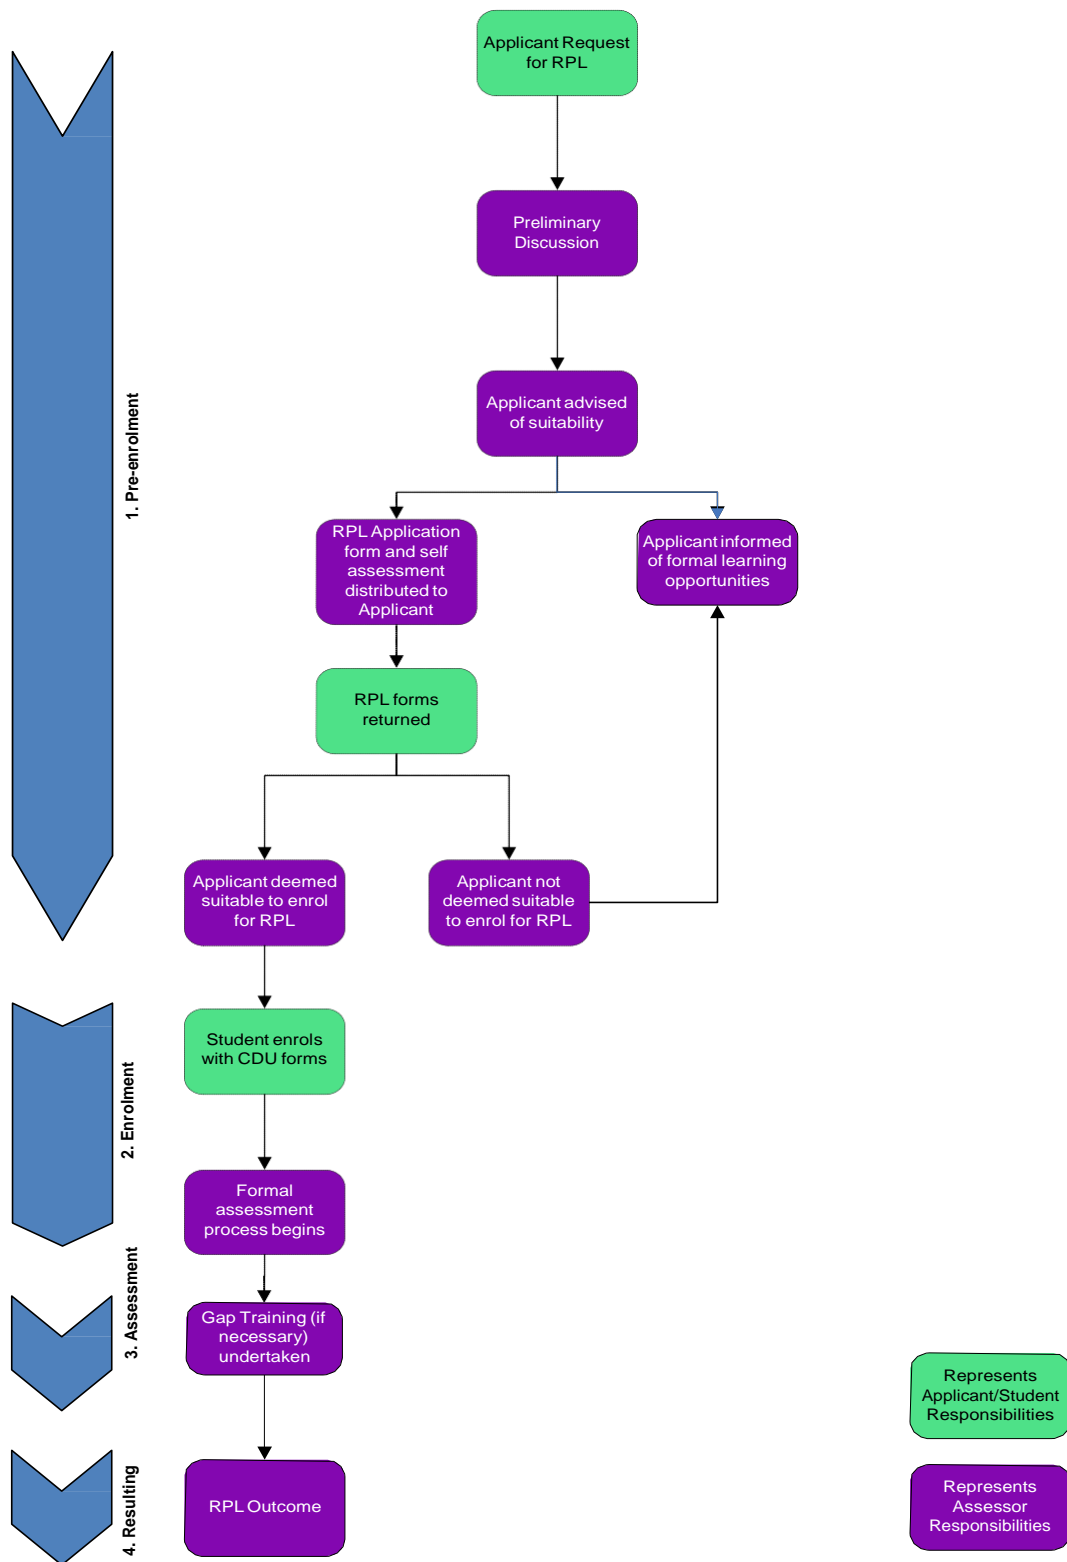 Applicant Request
for RPL
Preliminary
Discussion
Applicant advised
of suitability
1. Pre-enrolment
RPL Application
form and self
assessment
distributed to
Applicant
Applicant informed
of formal learning
opportunities
RPL forms
returned
Applicant deemed
suitable to enrol
for RPL
Applicant not
deemed suitable
to enrol for RPL
2. Enrolment
Student enrols
with CDU forms
Formal
assessment
process begins
3. Assessment
Gap Training (if
necessary)
undertaken
4. Resulting
RPL Outcome
Represents
Applicant/Student
Responsibilities
Represents
Assessor
Responsibilities